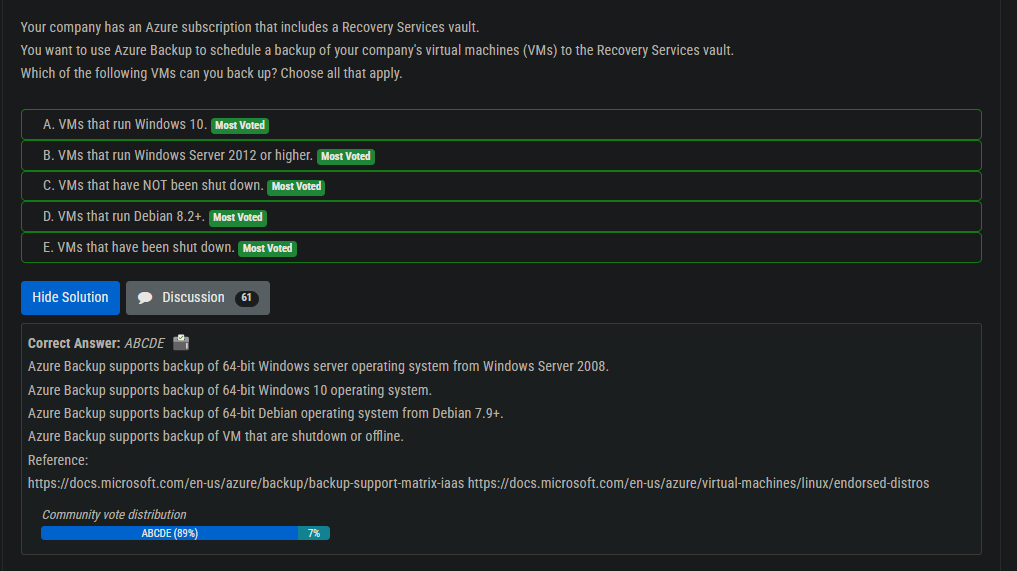 Your company has an Azure subscription that includes a Recovery Services vault.
You want to use Azure Backup to schedule a backup of your company's virtual machines (VMs) to the Recovery Services vault.
Which of the following VMs can you back up? Choose all that apply.
A. VMs that run Windows 10. Most Voted
B. VMs that run Windows Server 2012 or higher. Most Voted
C. VMs that have NOT been shut down. Most Voted
D. VMs that run Debian 8.2+. Most Voted
E. VMs that have been shut down. Most Voted
Hide Solution Discussion 61
Correct Answer: ABCDE
Azure Backup supports backup of 64-bit Windows server operating system from Windows Server 2008.
Azure Backup supports backup of 64-bit Windows 10 operating system.
Azure Backup supports backup of 64-bit Debian operating system from Debian 7.9+.
Azure Backup supports backup of VM that are shutdown or offline.
Reference:
https://docs.microsoft.com/en-us/azure/backup/backup-support-matrix-iaas https://docs.microsoft.com/en-us/azure/virtual-machines/linux/endorsed-distros
Community vote distribution
ABCDE (89%) 7%